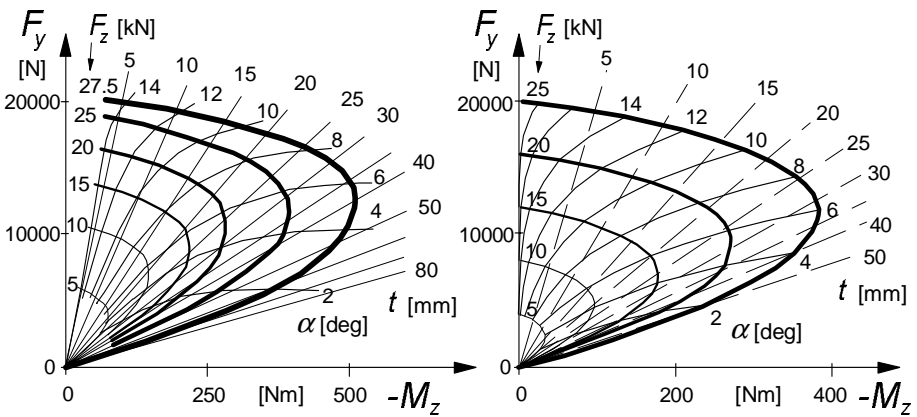 F_y F_z [kN]
[N]
5 10 15 20 25 30 40 50 80
27.5 14 12 10 8 6 4 2
25
20
15
10
5
20000
10000
0
t [mm]
α [deg]
0 250 [Nm] 500 -M_z
F_y F_z [kN]
[N]
5 10 15 20 25 30 40 50
25 14 12 10 8 6 4 2
20
15
10
5
20000
10000
0
t [mm]
α [deg]
0 200 [Nm] 400 -M_z